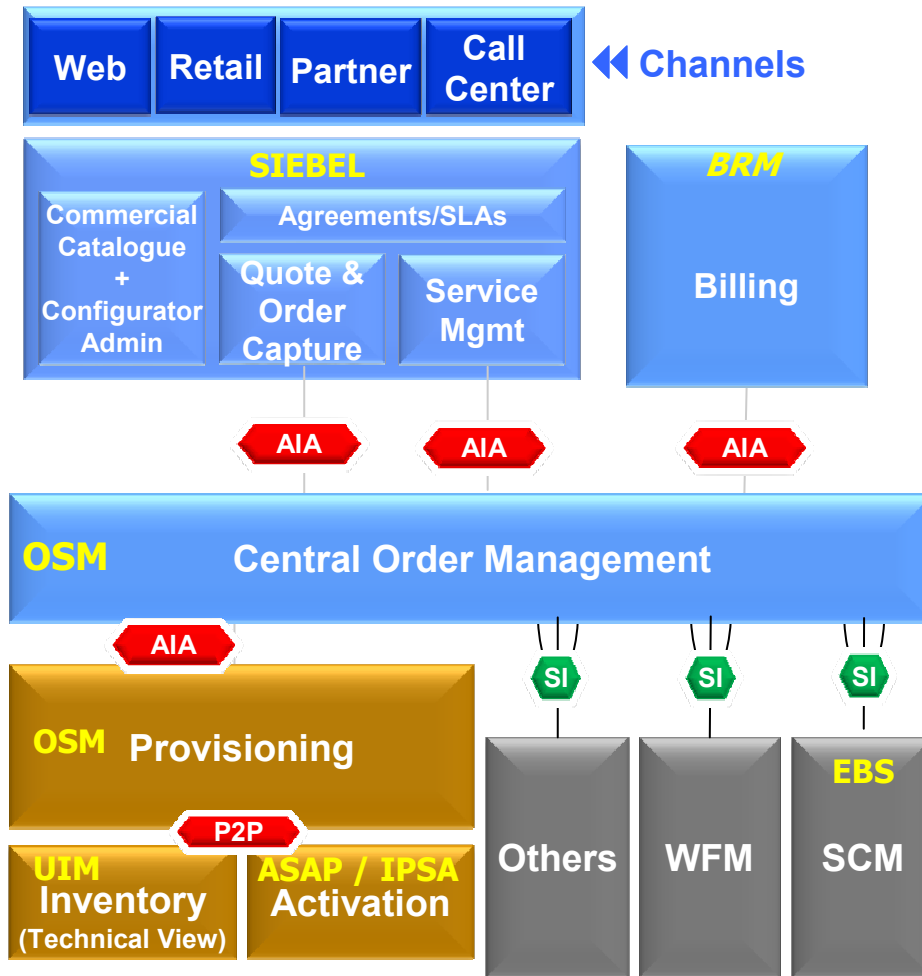 Web
Retail
Partner
Call
Center
Channels
SIEBEL
Commercial
Catalogue
+
Configurator
Admin
Agreements/SLAs
Quote &
Order
Capture
Service
Mgmt
BRM
Billing
AIA
AIA
AIA
OSM
Central Order Management
AIA
SI
SI
SI
OSM
Provisioning
P2P
UIM
Inventory
(Technical View)
ASAP / IPSA
Activation
Others
WFM
EBS
SCM